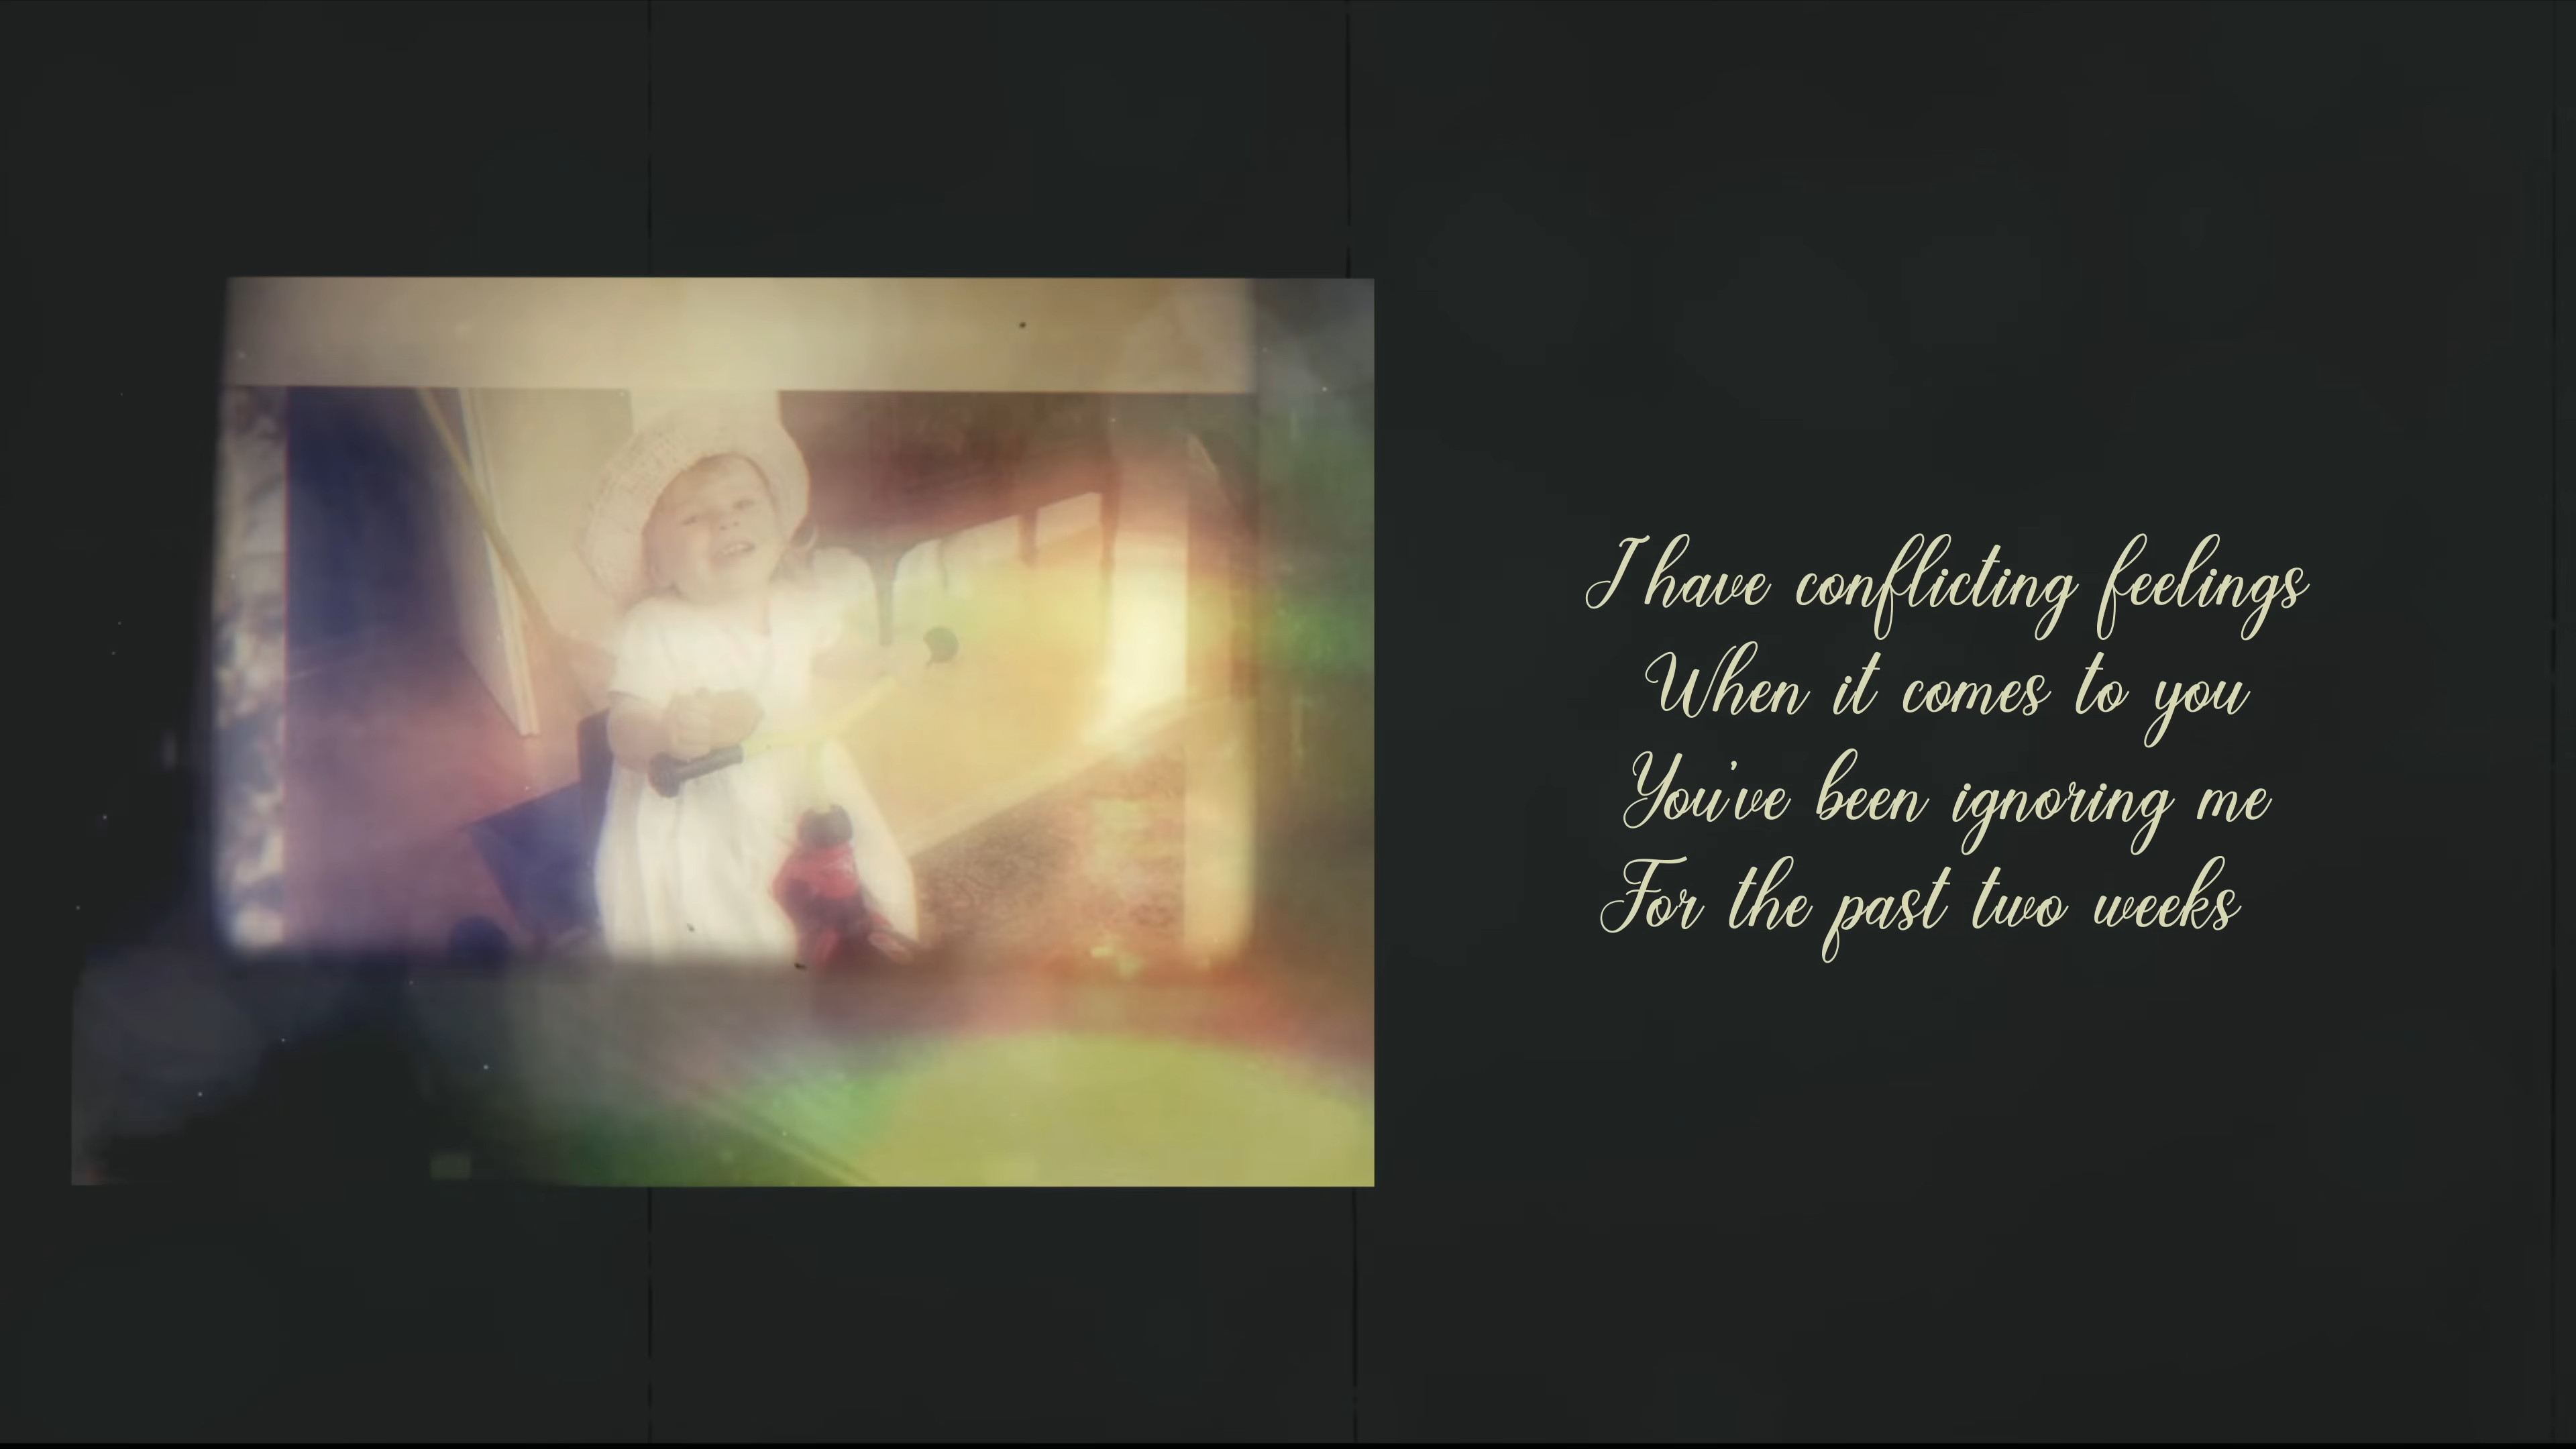 I have conflicting feelings
When it comes to you
You've been ignoring me
For the past two weeks